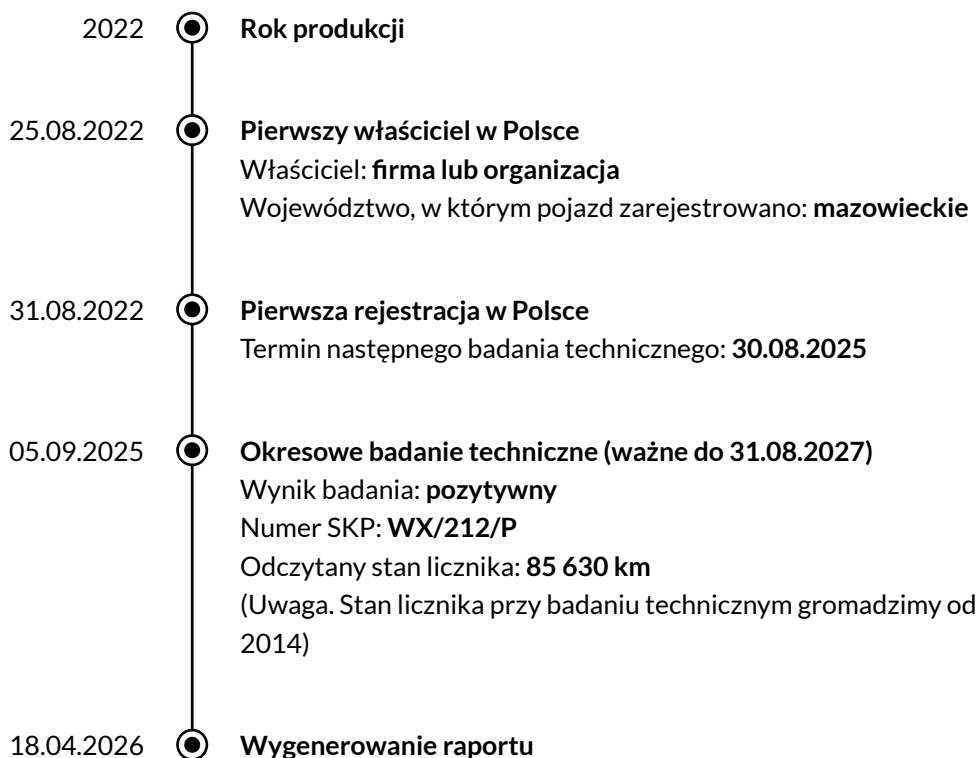 2022 Rok produkcji
25.08.2022 Pierwszy właściciel w Polsce
Właściciel: firma lub organizacja
Województwo, w którym pojazd zarejestrowano: mazowieckie
31.08.2022 Pierwsza rejestracja w Polsce
Termin następnego badania technicznego: 30.08.2025
05.09.2025 Okresowe badanie techniczne (ważne do 31.08.2027)
Wynik badania: pozytywny
Numer SKP: WX/212/P
Odczytany stan licznika: 85 630 km
(Uwaga. Stan licznika przy badaniu technicznym gromadzimy od
2014)
18.04.2026 Wygenerowanie raportu